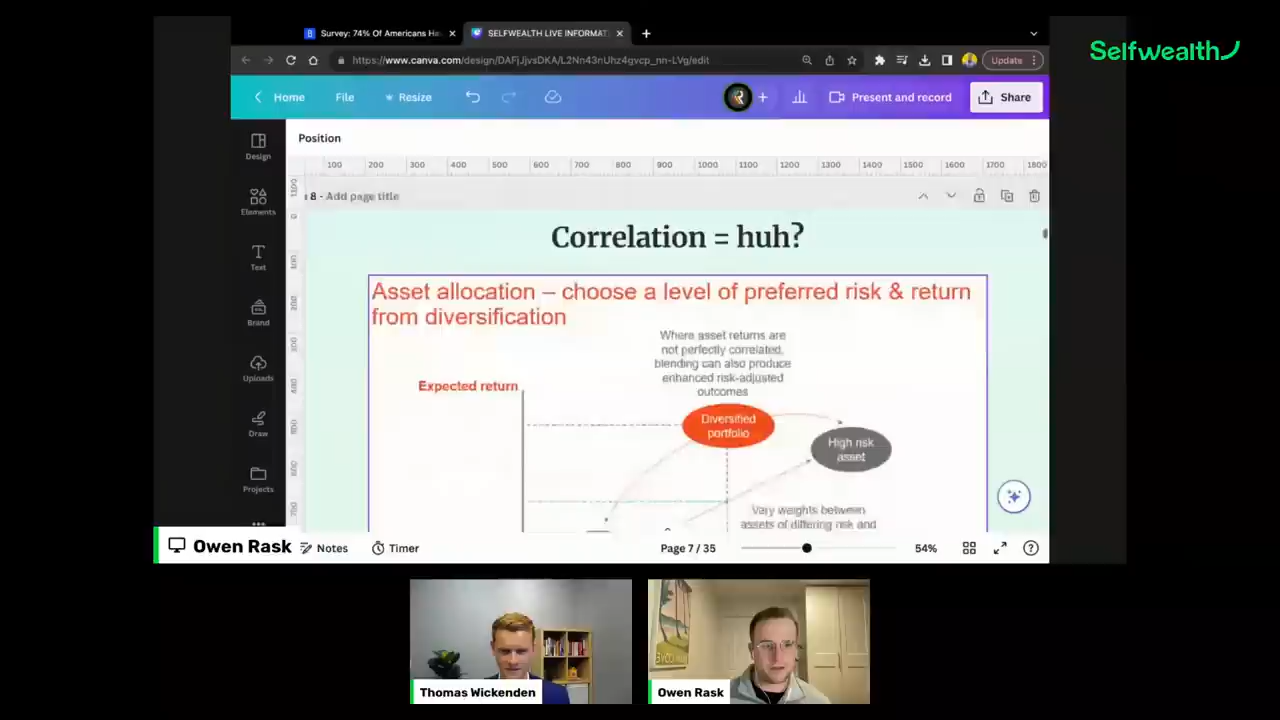 Survey: 74% Of Americans Ha
SELFWEALTH LIVE INFORMAT
https://www.canva.com/design/DAFjJjvsDKA/L2Nn43nUhz4gvcp_nn-LVg/edit
Update
Selfwealth
Home
File
Resize
Present and record
Share
Position
Design
Elements
Text
Brand
Uploads
Draw
Projects
100 200 300 400 500 600 700 800 900 1000 1100 1200 1300 1400 1500 1600 1700 1800
8 - Add page title
Correlation = huh?
Asset allocation – choose a level of preferred risk & return
from diversification
Where asset returns are
not perfectly correlated,
blending can also produce
enhanced risk-adjusted
outcomes
Expected return
Diversified
portfolio
High risk
asset
Vary weights between
assets of differing risk and
Owen Rask
Notes
Timer
Page 7 / 35
54%
Thomas Wickenden
Owen Rask